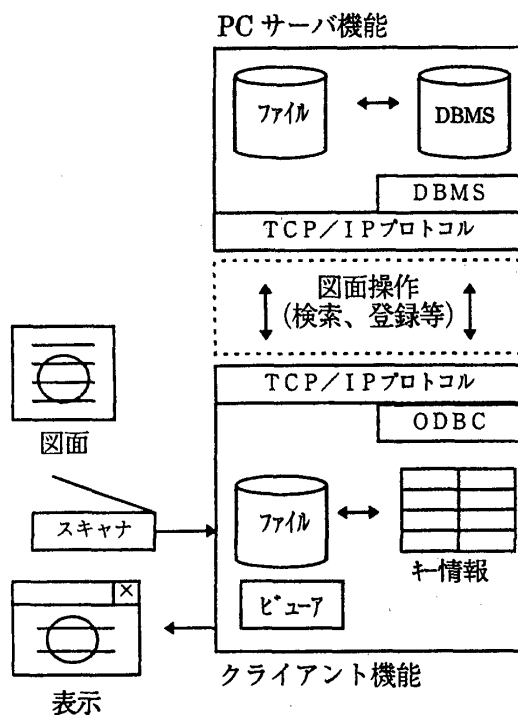 PCサーバ機能
ファイル
DBMS
DBMS
TCP/IPプロトコル
図面操作
(検索、登録等)
TCP/IPプロトコル
ODBC
図面
スキャナ
ファイル
キー情報
ビューア
×
表示
クライアント機能